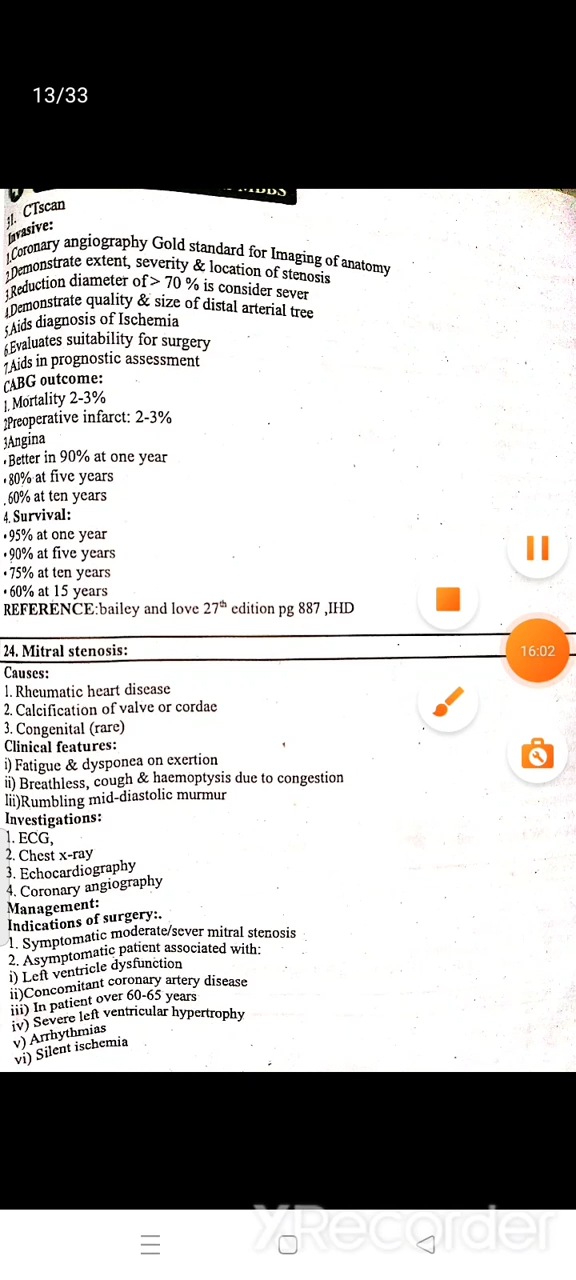 13/33
MBBS
CTscan
Invasive:
1.Coronary angiography Gold standard for Imaging of anatomy
2.Demonstrate extent, severity & location of stenosis
3.Reduction diameter of> 70 % is consider sever
4.Demonstrate quality & size of distal arterial tree
5.Aids diagnosis of Ischemia
6.Evaluates suitability for surgery
7.Aids in prognostic assessment
CABG outcome:
1. Mortality 2-3%
2Preoperative infarct: 2-3%
3Angina
•Better in 90% at one year
•80% at five years
.60% at ten years
4. Survival:
•95% at one year
•90% at five years
•75% at ten years
•60% at 15 years
REFERENCE:bailey and love 27th edition pg 887 ,IHD
24. Mitral stenosis:
Causes:
1. Rheumatic heart disease
2. Calcification of valve or cordae
3. Congenital (rare)
Clinical features:
i) Fatigue & dysponea on exertion
ii) Breathless, cough & haemoptysis due to congestion
Iii)Rumbling mid-diastolic murmur
Investigations:
1. ECG,
2. Chest x-ray
3. Echocardiography
4. Coronary angiography
Management:
Indications of surgery:.
1. Symptomatic moderate/sever mitral stenosis
2. Asymptomatic patient associated with:
i) Left ventricle dysfunction
ii)Concomitant coronary artery disease
iii) In patient over 60-65 years
iv) Severe left ventricular hypertrophy
v) Arrhythmias
vi) Silent ischemia
16:02
XRecorder